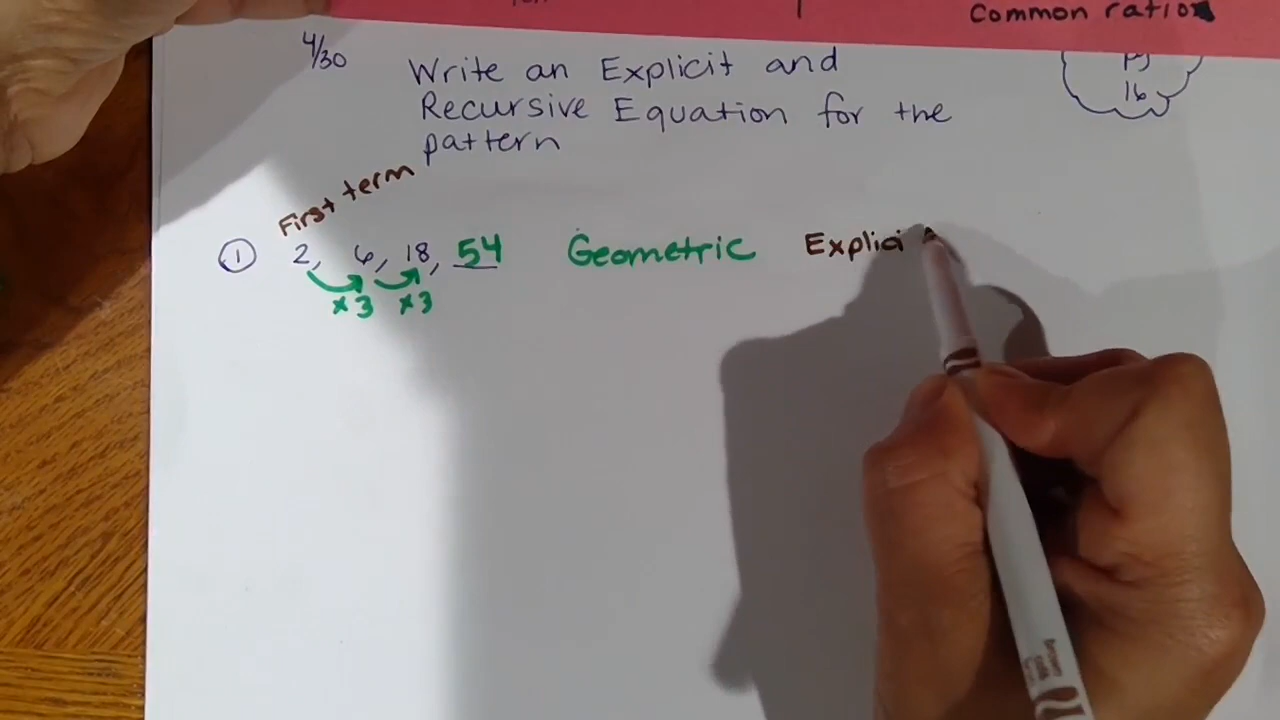 Common ratio
4/30
Write an Explicit and
Recursive Equation for the
pattern
16
First term
1 2, 6, 18, 54 Geometric Explici
×3 ×3